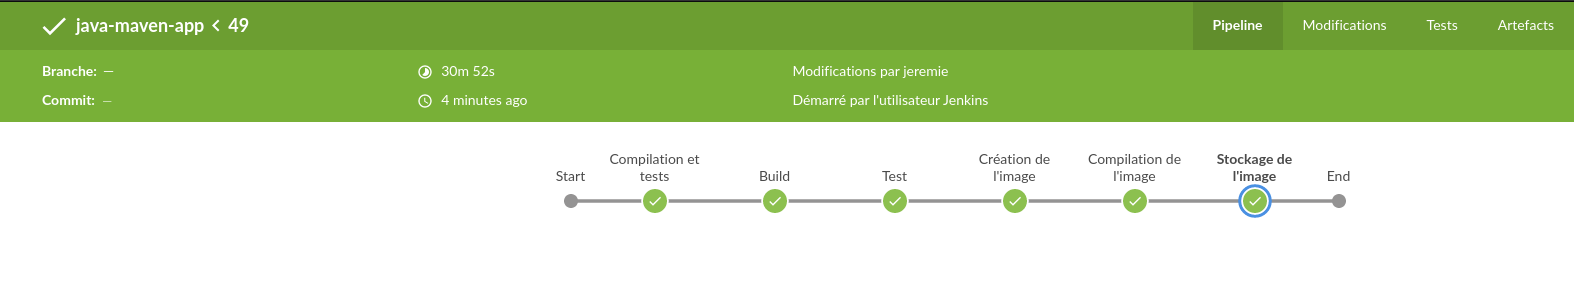 java-maven-app < 49
Pipeline Modifications Tests Artefacts
Branche: —
30m 52s
Modifications par jeremie
Commit: —
4 minutes ago
Démarré par l'utilisateur Jenkins
Start
Compilation et
tests
Build
Test
Création de
l'image
Compilation de
l'image
Stockage de
l'image
End